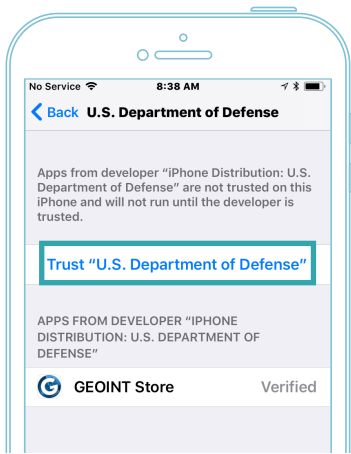 No Service 8:38 AM
Back U.S. Department of Defense
Apps from developer “iPhone Distribution: U.S.
Department of Defense” are not trusted on this
iPhone and will not run until the developer is
trusted.
Trust “U.S. Department of Defense”
APPS FROM DEVELOPER “IPHONE
DISTRIBUTION: U.S. DEPARTMENT OF
DEFENSE”
GEOINT Store Verified